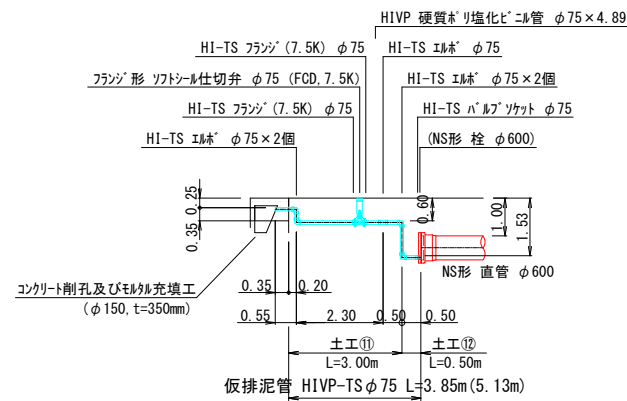 HIVP 硬質ﾎﾟﾘ塩化ﾋﾞﾆﾙ管 φ75×4.89
HI-TS ﾌﾗﾝｼﾞ(7.5K) φ75
HI-TS ｴﾙﾎﾞ φ75
ﾌﾗﾝｼﾞ形 ｿﾌﾄｼｰﾙ仕切弁 φ75 (FCD,7.5K)
HI-TS ｴﾙﾎﾞ φ75×2個
HI-TS ﾌﾗﾝｼﾞ(7.5K) φ75
HI-TS ﾊﾞﾙﾌﾞｿｹｯﾄ φ75
HI-TS ｴﾙﾎﾞ φ75×2個
(NS形 栓 φ600)
0.25
0.35
0.60
1.00
1.53
NS形 直管 φ600
ｺﾝｸﾘｰﾄ削孔及びﾓﾙﾀﾙ充填工
(φ150,t=350mm)
0.35
0.20
0.55
2.30
0.50
0.50
土工⑪
土工⑫
L=3.00m
L=0.50m
仮排泥管 HIVP-TSφ75 L=3.85m(5.13m)